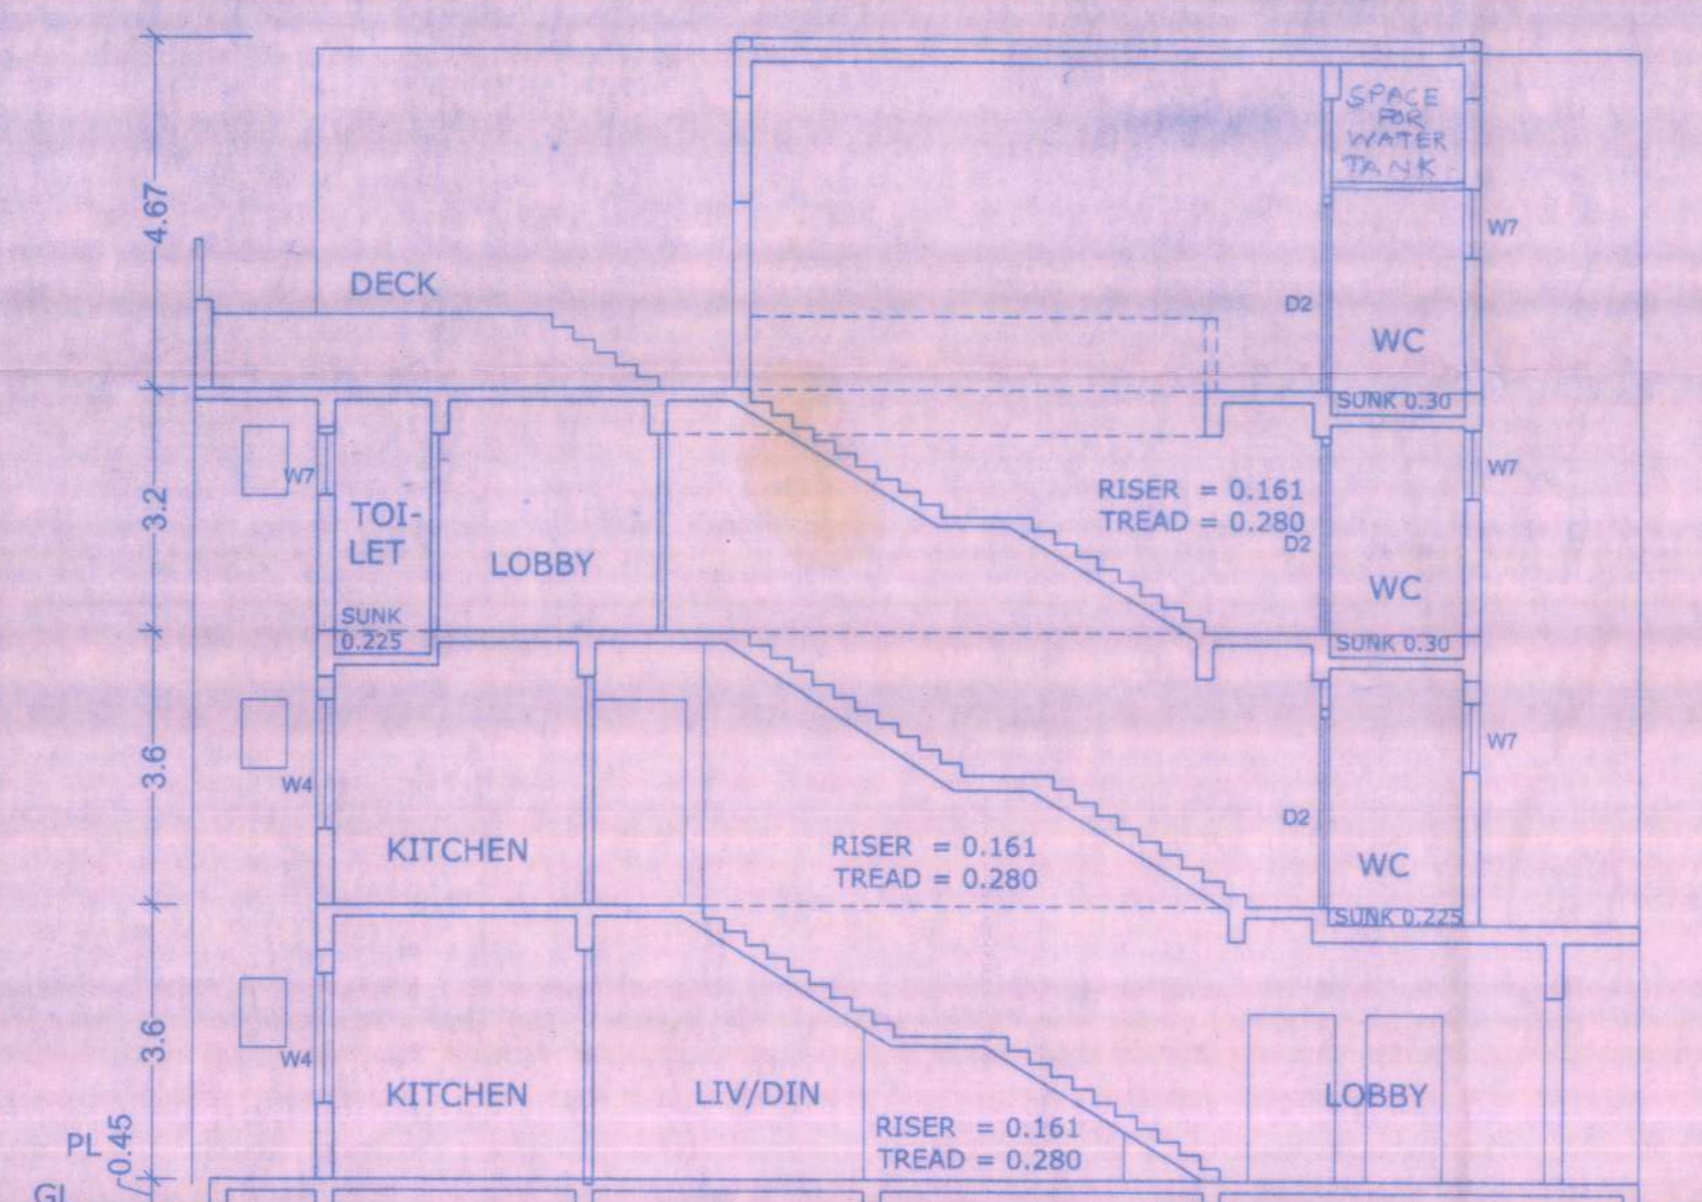 SPACE
FOR
WATER
TANK
4.67
W7
DECK
D2
WC
SUNK 0.30
W7
W7
RISER = 0.161
TREAD = 0.280
3.2
TOI-
LET
D2
LOBBY
WC
SUNK
0.225
SUNK 0.30
W7
3.6
W4
D2
KITCHEN
RISER = 0.161
TREAD = 0.280
WC
SUNK 0.225
3.6
W4
KITCHEN
LIV/DIN
LOBBY
RISER = 0.161
TREAD = 0.280
PL
0.45
GL